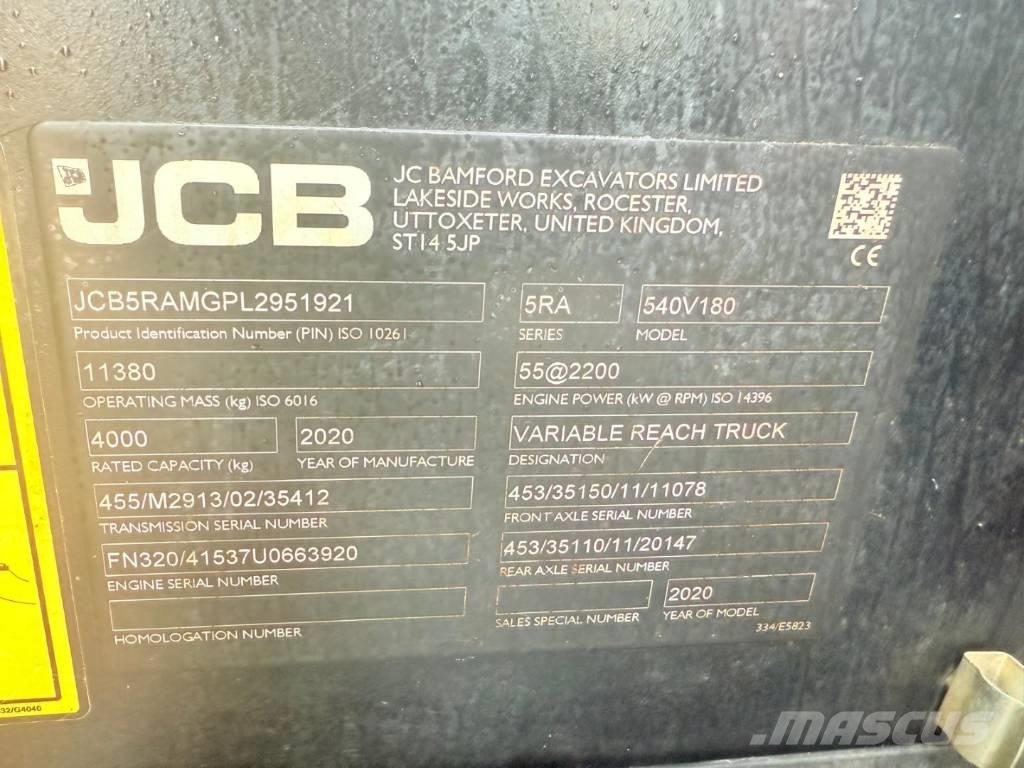 JCB
JC BAMFORD EXCAVATORS LIMITED
LAKESIDE WORKS, ROCESTER,
UTTOXETER, UNITED KINGDOM,
ST14 5JP
CE
JCB5RAMGPL2951921
Product Identification Number (PIN) ISO 10261
5RA
SERIES
540V180
MODEL
11380
OPERATING MASS (kg) ISO 6016
55@2200
ENGINE POWER (kW @ RPM) ISO 14396
4000
RATED CAPACITY (kg)
2020
YEAR OF MANUFACTURE
VARIABLE REACH TRUCK
DESIGNATION
455/M2913/02/35412
TRANSMISSION SERIAL NUMBER
453/35150/11/11078
FRONT AXLE SERIAL NUMBER
FN320/41537U0663920
ENGINE SERIAL NUMBER
453/35110/11/20147
REAR AXLE SERIAL NUMBER
HOMOLOGATION NUMBER
SALES SPECIAL NUMBER
2020
YEAR OF MODEL
334/E5823
32/G4040
MASCUS